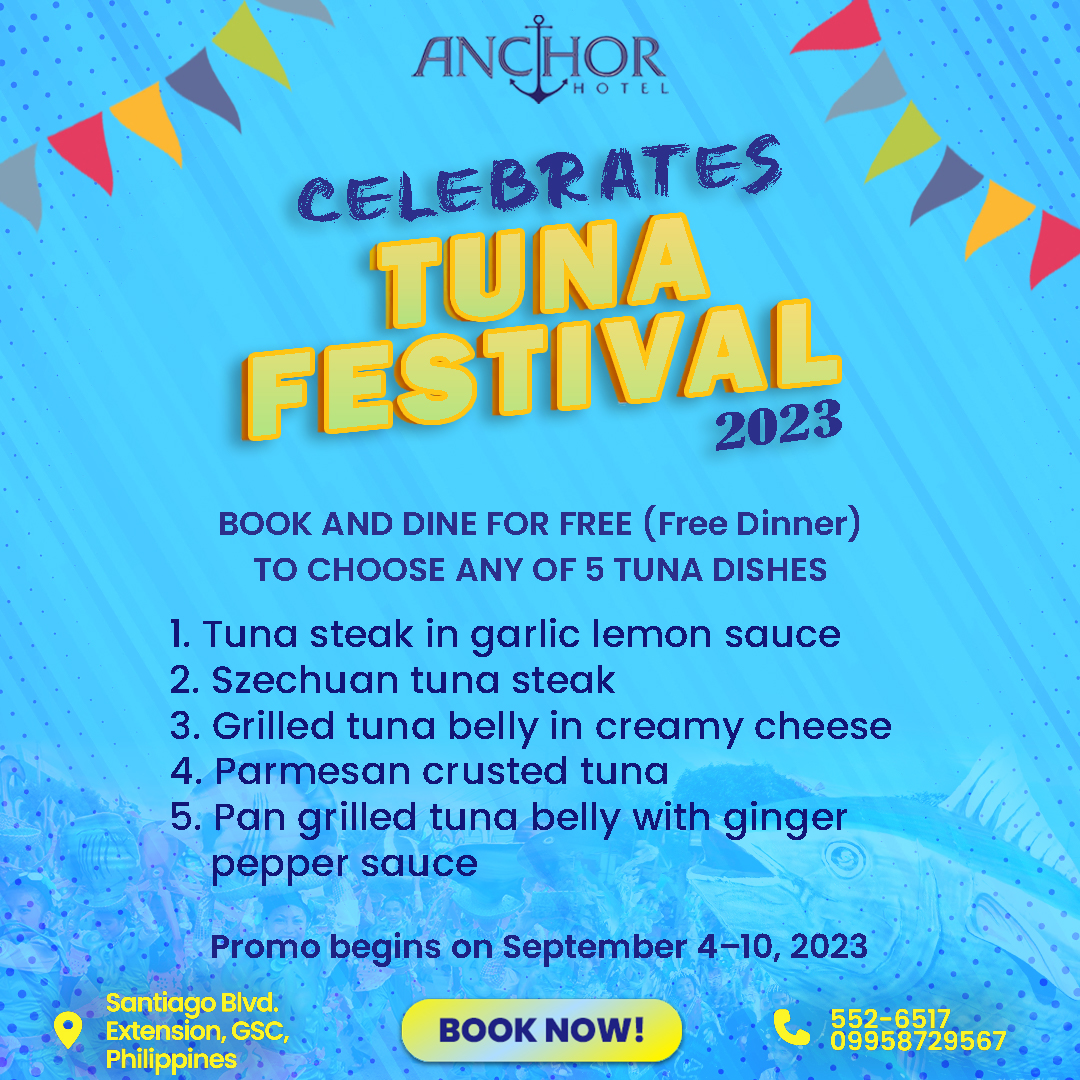 ANCHOR
HOTEL
CELEBRATES
TUNA
FESTIVAL
2023
BOOK AND DINE FOR FREE (Free Dinner)
TO CHOOSE ANY OF 5 TUNA DISHES
1. Tuna steak in garlic lemon sauce
2. Szechuan tuna steak
3. Grilled tuna belly in creamy cheese
4. Parmesan crusted tuna
5. Pan grilled tuna belly with ginger
pepper sauce
Promo begins on September 4–10, 2023
Santiago Blvd.
Extension, GSC,
Philippines
BOOK NOW!
552-6517
09958729567